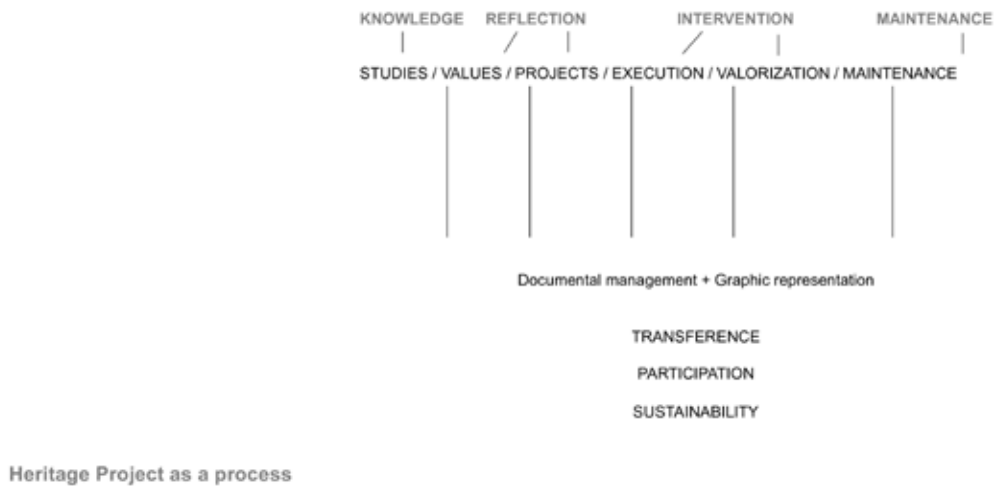 KNOWLEDGE REFLECTION INTERVENTION MAINTENANCE
STUDIES / VALUES / PROJECTS / EXECUTION / VALORIZATION / MAINTENANCE
Documental management + Graphic representation
TRANSFERENCE
PARTICIPATION
SUSTAINABILITY
Heritage Project as a process